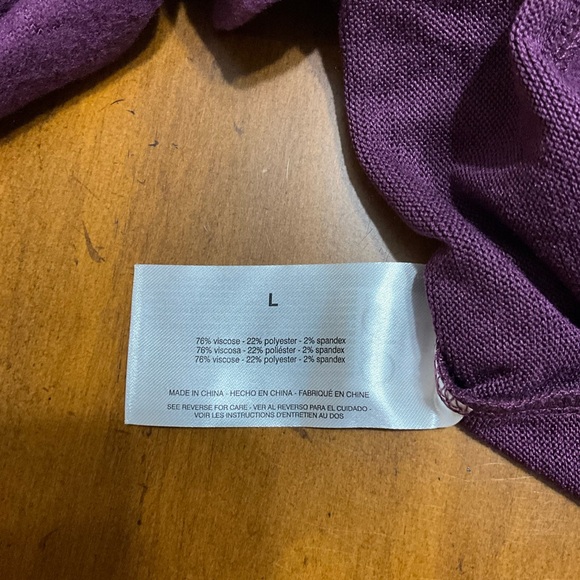 L
76% viscose - 22% polyester - 2% spandex
76% viscosa - 22% poliéster - 2% spandex
76% viscose - 22% polyester - 2% spandex
MADE IN CHINA - HECHO EN CHINA - FABRIQUÉ EN CHINE
SEE REVERSE FOR CARE - VER AL REVERSO PARA EL CUIDADO -
VOIR LES INSTRUCTIONS D'ENTRETIEN AU DOS